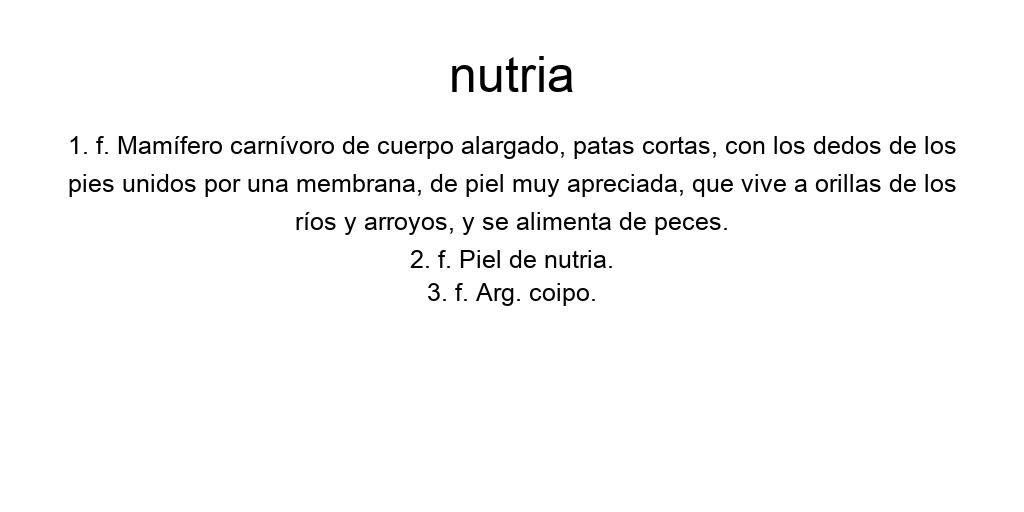 nutria
1. f. Mamífero carnívoro de cuerpo alargado, patas cortas, con los dedos de los
pies unidos por una membrana, de piel muy apreciada, que vive a orillas de los
ríos y arroyos, y se alimenta de peces.
2. f. Piel de nutria.
3. f. Arg. coipo.